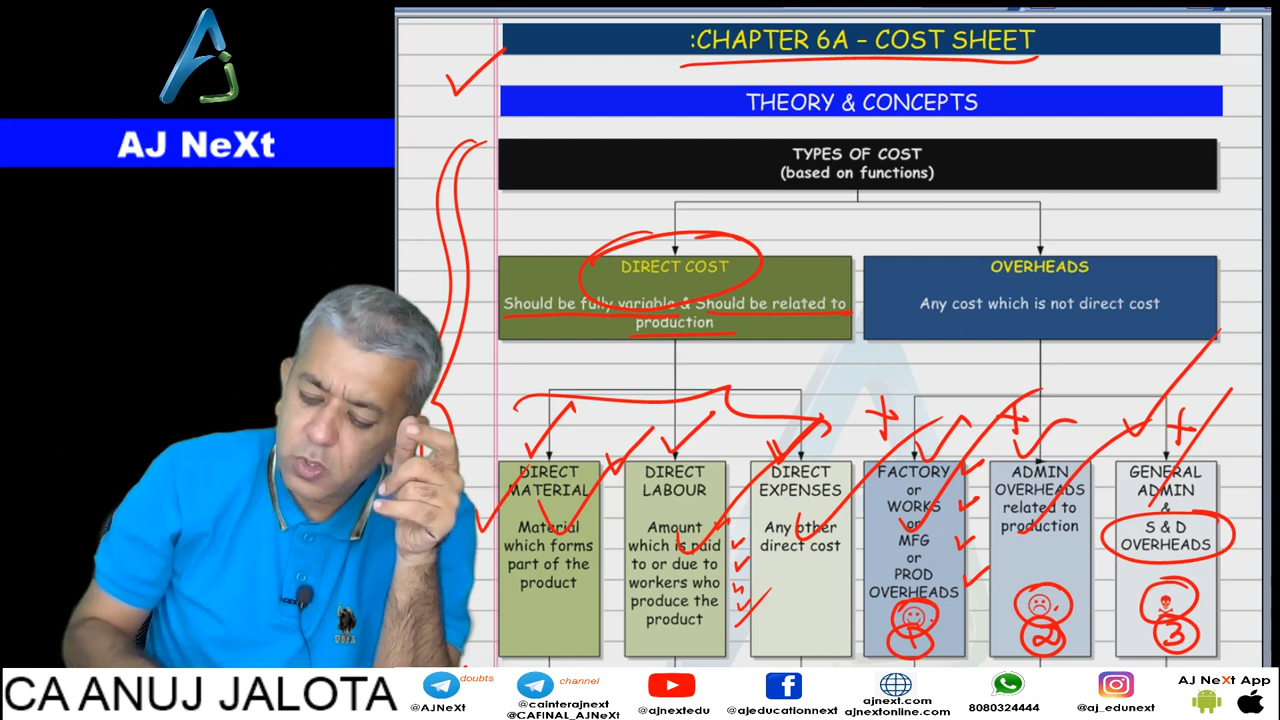 AJ NeXt
:CHAPTER 6A – COST SHEET
THEORY & CONCEPTS
TYPES OF COST
(based on functions)
DIRECT COST
Should be fully variable & Should be related to
production
OVERHEADS
Any cost which is not direct cost
DIRECT
MATERIAL
Material
which forms
part of the
product
DIRECT
LABOUR
Amount
which is paid
to or due to
workers who
produce the
product
DIRECT
EXPENSES
Any other
direct cost
FACTORY
or
WORKS
or
MFG
or
PROD
OVERHEADS
1
ADMIN
OVERHEADS
related to
production
2
GENERAL
ADMIN
&
S & D
OVERHEADS
3
CA ANUJ JALOTA
doubts
@AJNeXt
channel
@cainterajnext
@CAFINAL_AJNeXt
@ajnextedu
@ajeducationnext
ajnext.com
ajnextonline.com
8080324444
@aj_edunext
AJ NeXt App